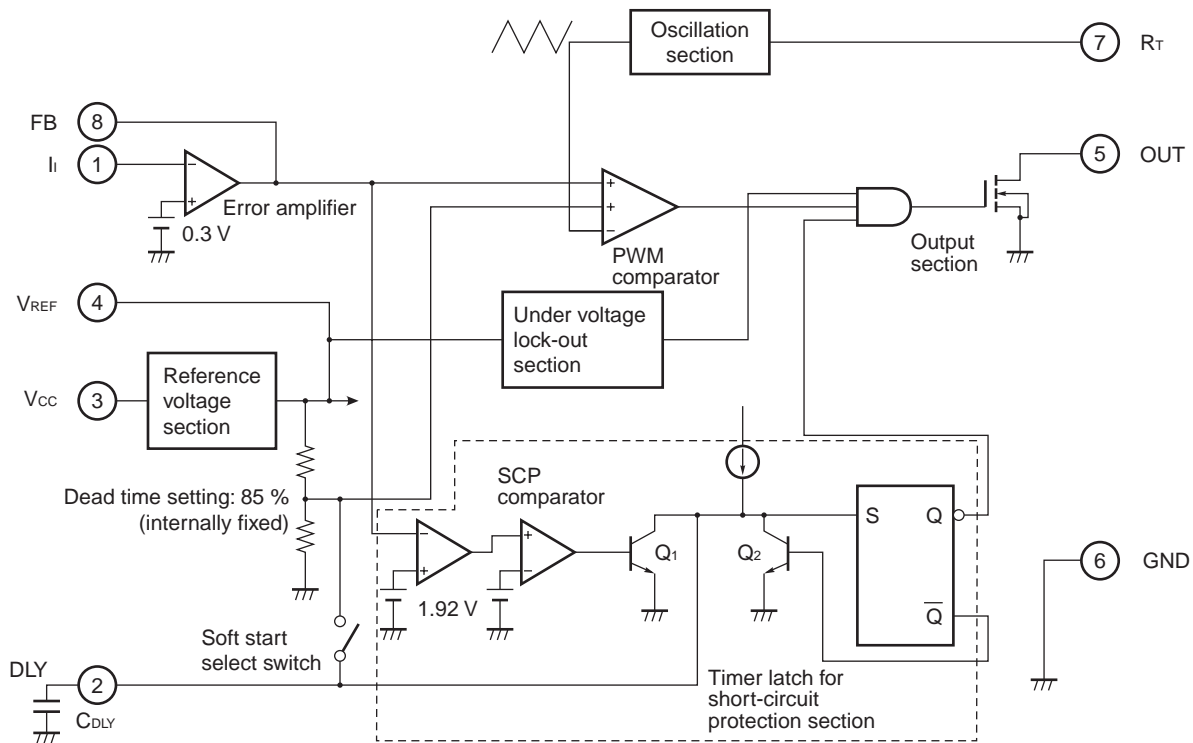 Oscillation
section
7
RT
FB
8
II
1
−
+
Error amplifier
0.3 V
+
+
−
PWM
comparator
5
OUT
Output
section
VREF
4
Under voltage
lock-out
section
VCC
3
Reference
voltage
section
Dead time setting: 85 %
(internally fixed)
SCP
comparator
−
+
+
−
1.92 V
Q1
Q2
S
Q
Q̅
6
GND
Soft start
select switch
DLY
2
CDLY
Timer latch for
short-circuit
protection section